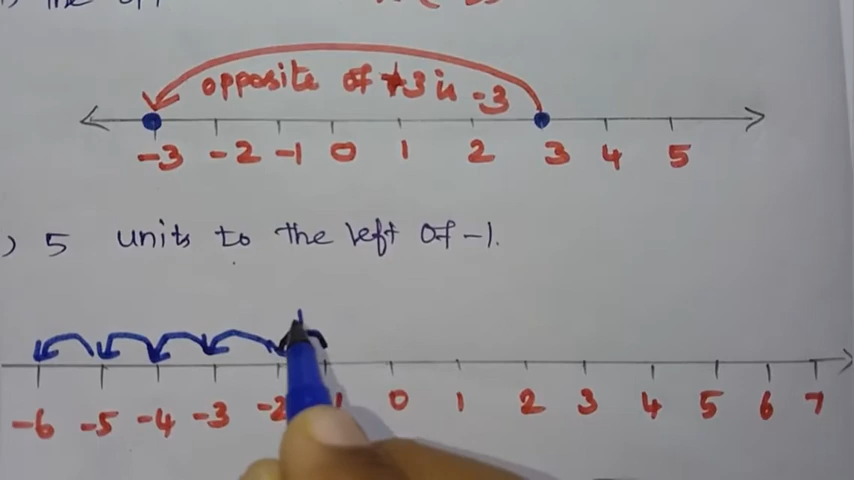 opposite of +3 is -3
-3 -2 -1 0 1 2 3 4 5
) 5 units to the left of -1.
-6 -5 -4 -3 -2 1 0 1 2 3 4 5 6 7